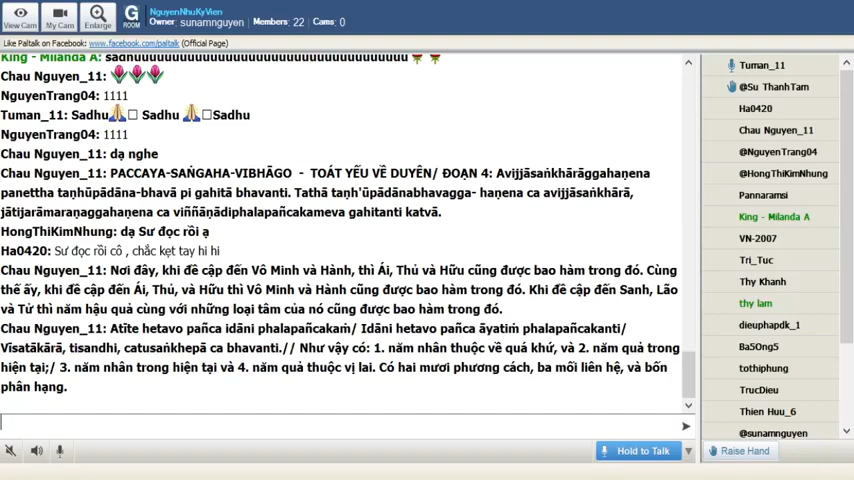 NguyenNhuKyVien
Owner: sunamnguyen Members: 22 Cams: 0
View Cam My Cam Enlarge G ROOM
Like Paltalk on Facebook: www.facebook.com/paltalk (Official Page)
King - Milanda A: sadhuuuuuuuuuuuuuuuuuuuuuuuuuuuuuuuuuuuuuuuu
Chau Nguyen_11:
NguyenTrang04: 1111
Tuman_11: Sadhu Sadhu Sadhu
NguyenTrang04: 1111
Chau Nguyen_11: dạ nghe
Chau Nguyen_11: PACCAYA-SAṄGAHA-VIBHĀGO - TOÁT YẾU VỀ DUYÊN/ ĐOẠN 4: Avijjāsaṅkhārāggahaṇena
panettha taṇhūpādāna-bhavā pi gahitā bhavanti. Tathā taṇh'ūpādānabhavagga- haṇena ca avijjāsaṅkhārā,
jātijarāmaraṇaggahaṇena ca viññāṇādiphalapañcakameva gahitanti katvā.
HongThiKimNhung: dạ Sư đọc rồi ạ
Ha0420: Sư đọc rồi cô , chắc kẹt tay hi hi
Chau Nguyen_11: Nơi đây, khi đề cập đến Vô Minh và Hành, thì Ái, Thủ và Hữu cũng được bao hàm trong đó. Cùng
thế ấy, khi đề cập đến Ái, Thủ, và Hữu thì Vô Minh và Hành cũng được bao hàm trong đó. Khi đề cập đến Sanh, Lão
và Tử thì năm hậu quả cùng với những loại tâm của nó cũng được bao hàm trong đó.
Chau Nguyen_11: Atīte hetavo pañca idāni phalapañcakaṁ/ Idāni hetavo pañca āyatiṁ phalapañcakanti/
Vīsatākārā, tisandhi, catusaṅkhepā ca bhavanti.// Như vậy có: 1. năm nhân thuộc về quá khứ, và 2. năm quả trong
hiện tại;/ 3. năm nhân trong hiện tại và 4. năm quả thuộc vị lai. Có hai mươi phương cách, ba mối liên hệ, và bốn
phân hạng.
Hold to Talk
Tuman_11
@Su ThanhTam
Ha0420
Chau Nguyen_11
@NguyenTrang04
@HongThiKimNhung
Pannaramsi
King - Milanda A
VN-2007
Tri_Tuc
Thy Khanh
thy lam
dieuphapdk_1
Ba5Ong5
tothiphung
TrucDieu
Thien Huu_6
@sunamnguyen
Raise Hand